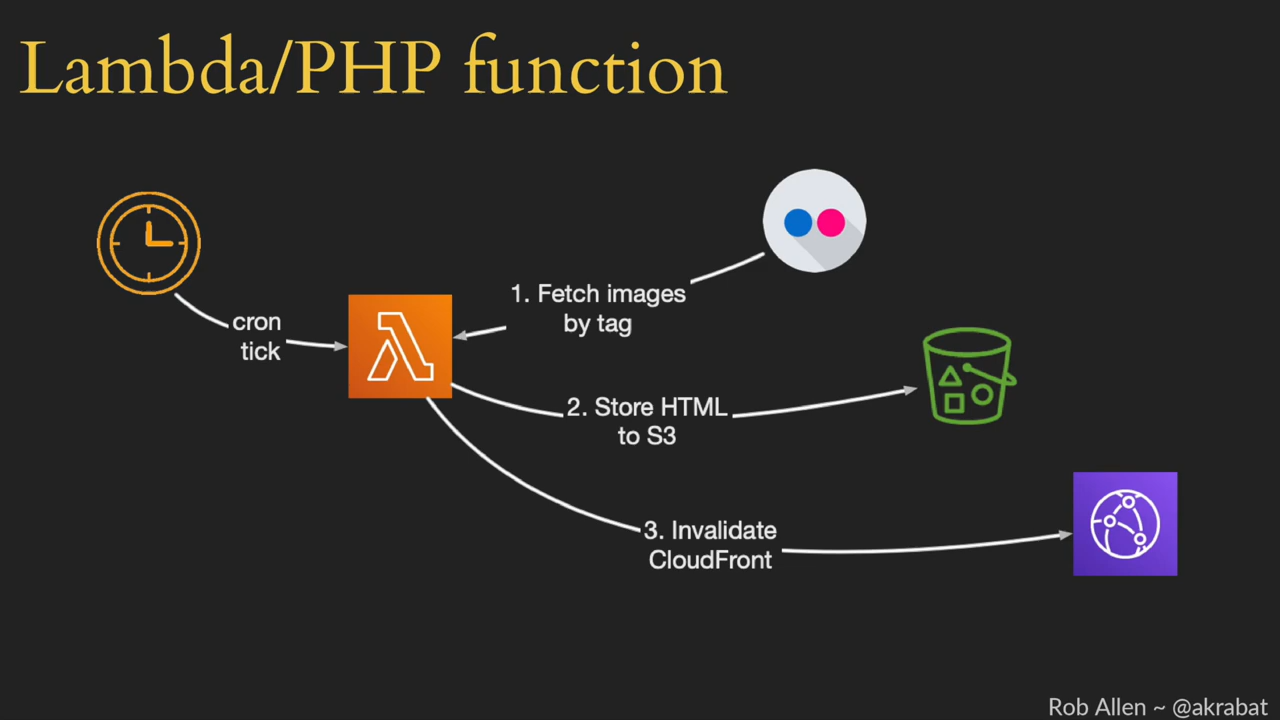 Lambda/PHP function
cron
tick
1. Fetch images
by tag
2. Store HTML
to S3
3. Invalidate
CloudFront
Rob Allen ~ @akrabat